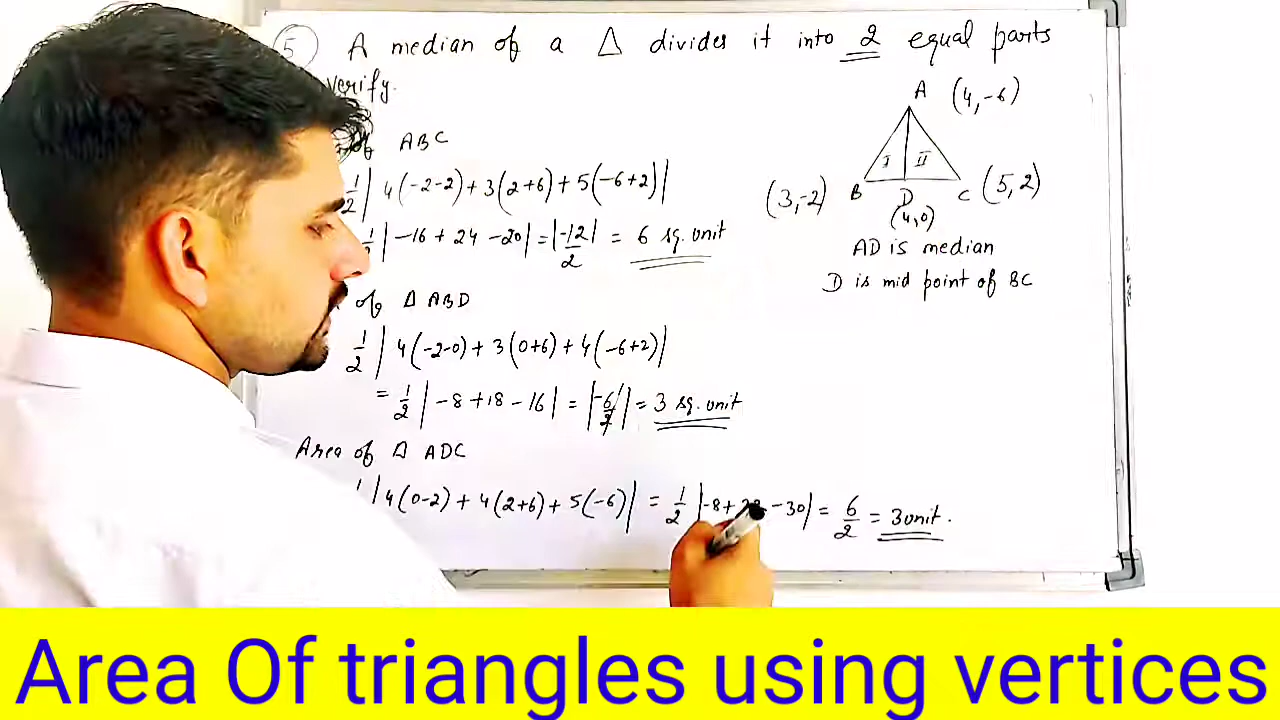 5 A median of a △ divides it into 2 equal parts
verify.
of ABC
1/2 | 4(-2-2) + 3(2+6) + 5(-6+2) |
| -16 + 24 - 20 | = |-12|/2 = 6 sq. unit
of △ ABD
1/2 | 4(-2-0) + 3(0+6) + 4(-6+2) |
= 1/2 | -8 + 18 - 16 | = |-6/2| = 3 sq. unit
Area of △ ADC
| 4(0-2) + 4(2+6) + 5(-6) | = 1/2 | -8 + - 30 | = 6/2 = 3 unit.
A (4, -6)
I II
(3, -2) B D C (5, 2)
(4, 0)
AD is median
D is mid point of BC
Area Of triangles using vertices